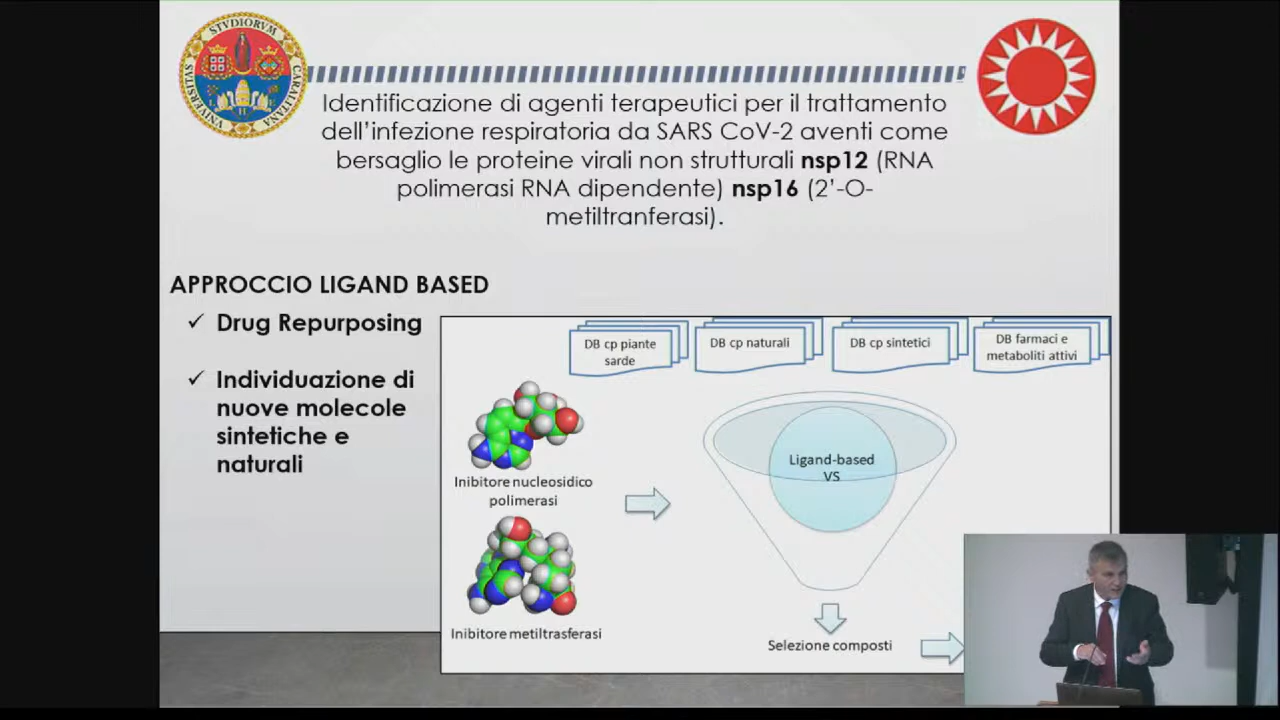 STVDIORVM
VNIVERSITAS
CARALITANA
Identificazione di agenti terapeutici per il trattamento
dell'infezione respiratoria da SARS CoV-2 aventi come
bersaglio le proteine virali non strutturali nsp12 (RNA
polimerasi RNA dipendente) nsp16 (2'-O-
metiltranferasi).
APPROCCIO LIGAND BASED
✓ Drug Repurposing
✓ Individuazione di
nuove molecole
sintetiche e
naturali
DB cp piante
sarde
DB cp naturali
DB cp sintetici
DB farmaci e
metaboliti attivi
Inibitore nucleosidico
polimerasi
Ligand-based
VS
Inibitore metiltrasferasi
Selezione composti